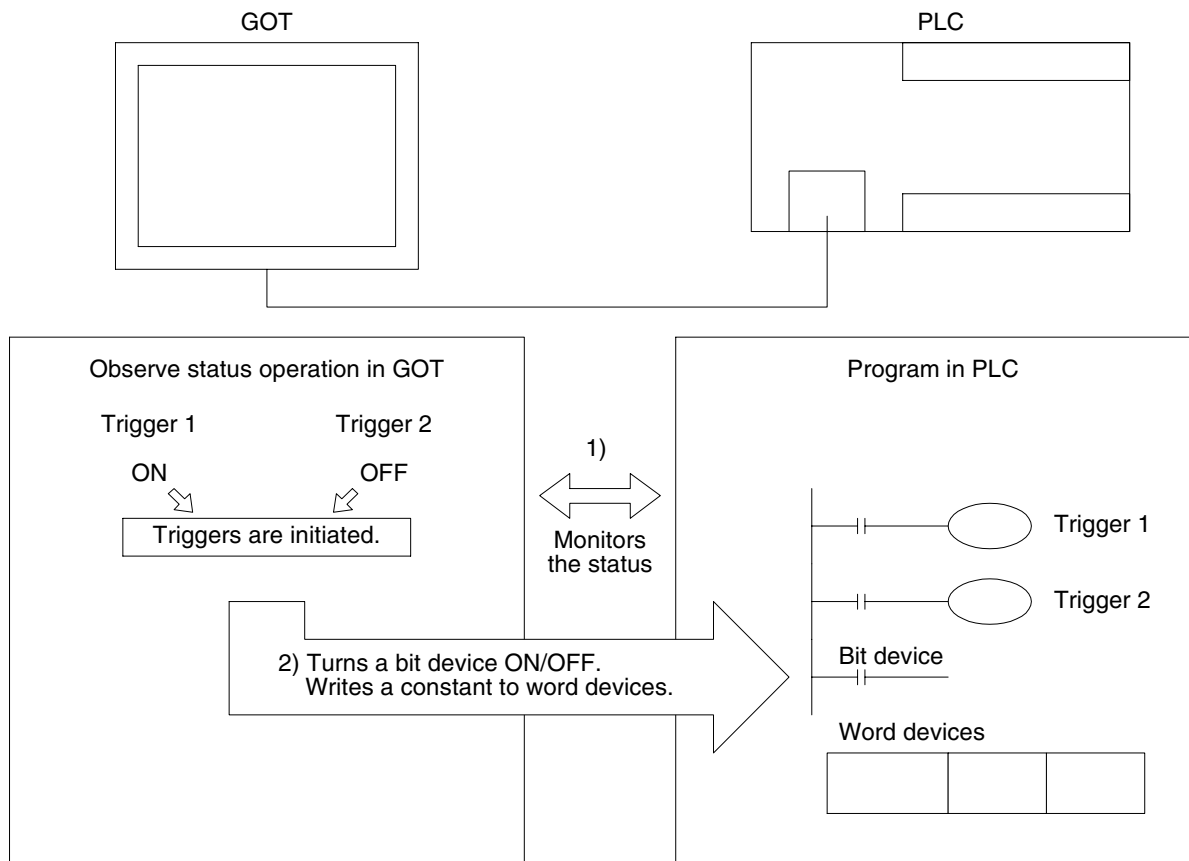 GOT
PLC
Observe status operation in GOT
Trigger 1
Trigger 2
ON
OFF
Triggers are initiated.
1)
Monitors
the status
2) Turns a bit device ON/OFF.
Writes a constant to word devices.
Program in PLC
Trigger 1
Trigger 2
Bit device
Word devices